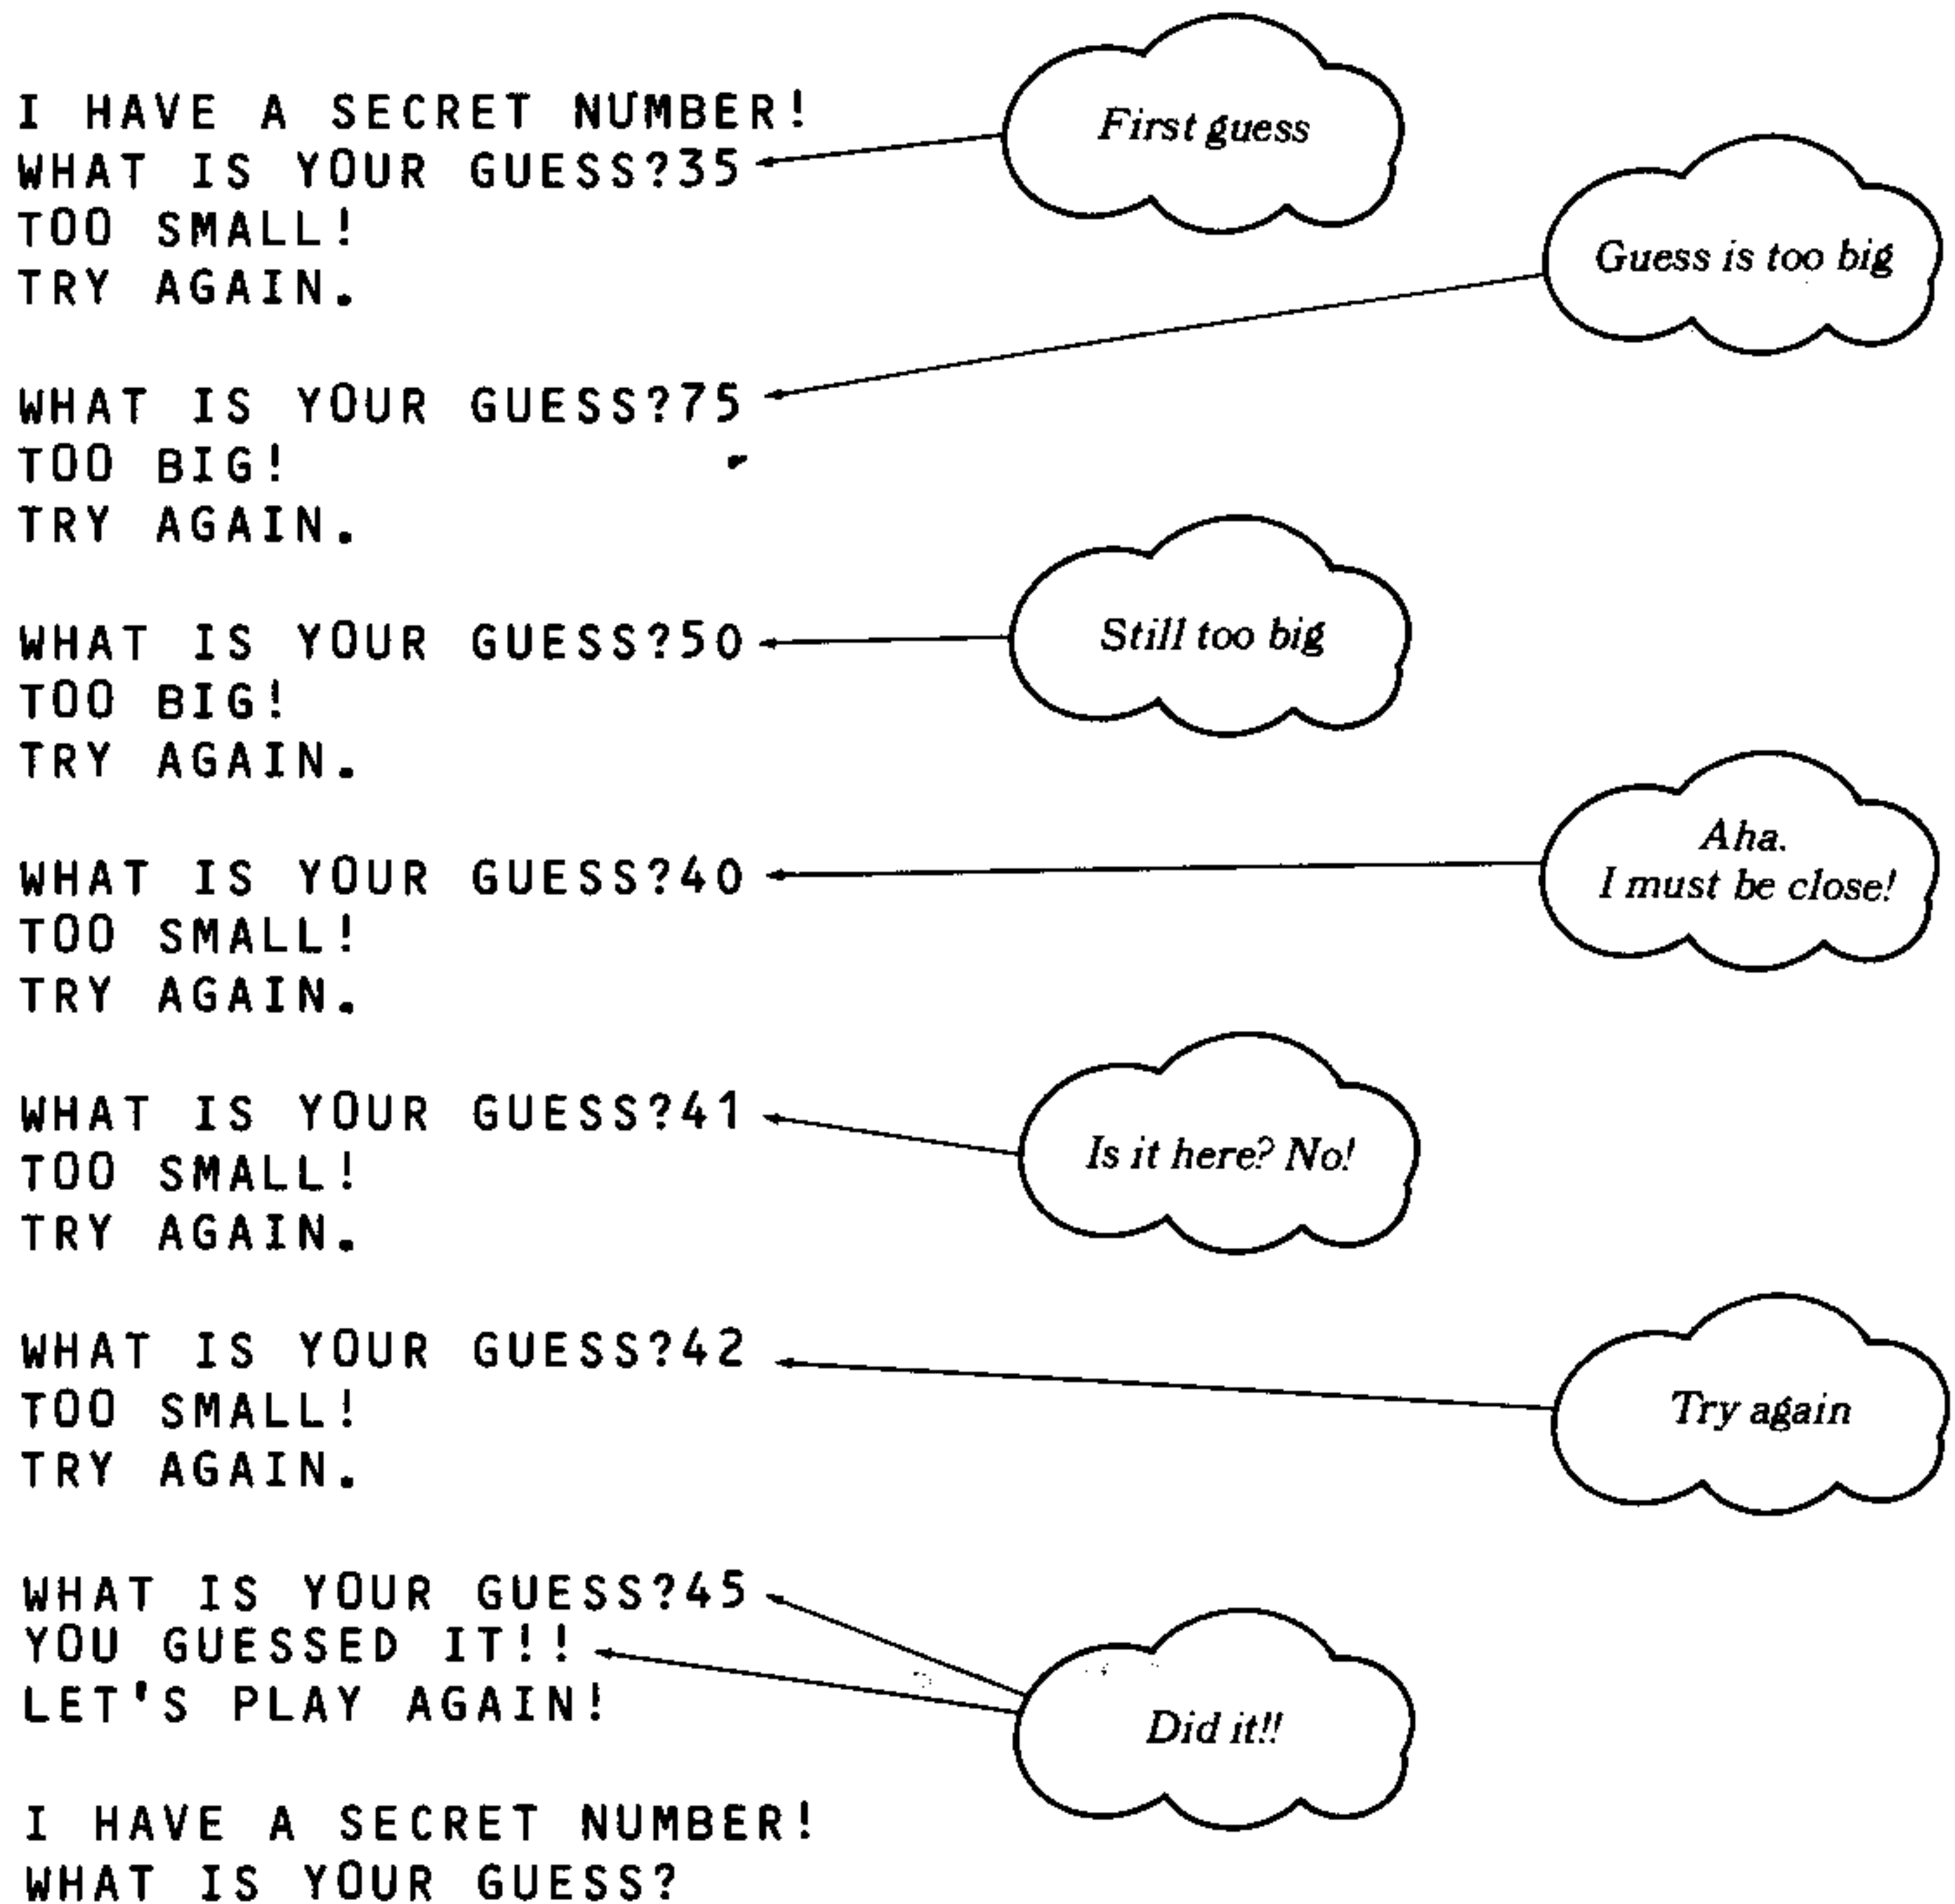 I HAVE A SECRET NUMBER!
WHAT IS YOUR GUESS?35
First guess
TOO SMALL!
TRY AGAIN.
Guess is too big
WHAT IS YOUR GUESS?75
TOO BIG!
TRY AGAIN.
WHAT IS YOUR GUESS?50
Still too big
TOO BIG!
TRY AGAIN.
WHAT IS YOUR GUESS?40
Aha.
I must be close!
TOO SMALL!
TRY AGAIN.
WHAT IS YOUR GUESS?41
Is it here? No!
TOO SMALL!
TRY AGAIN.
WHAT IS YOUR GUESS?42
Try again
TOO SMALL!
TRY AGAIN.
WHAT IS YOUR GUESS?45
YOU GUESSED IT!!
Did it!!
LET'S PLAY AGAIN!
I HAVE A SECRET NUMBER!
WHAT IS YOUR GUESS?